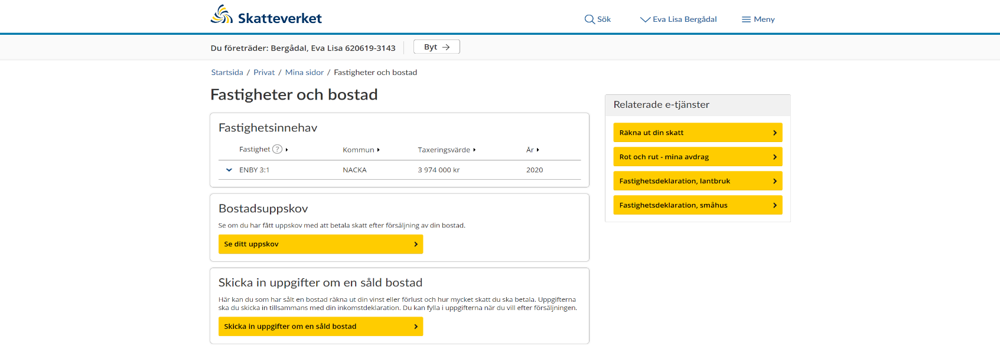 Skatteverket
Sök
Eva Lisa Bergådal
Meny
Du företräder: Bergådal, Eva Lisa 620619-3143
Byt →
Startsida / Privat / Mina sidor / Fastigheter och bostad
Fastigheter och bostad
Fastighetsinnehav
Fastighet ? Kommun Taxeringsvärde År
ENBY 3:1 NACKA 3 974 000 kr 2020
Bostadsuppskov
Se om du har fått uppskov med att betala skatt efter försäljning av din bostad.
Se ditt uppskov
Skicka in uppgifter om en såld bostad
Här kan du som har sålt en bostad räkna ut din vinst eller förlust och hur mycket skatt du ska betala. Uppgifterna
ska du skicka in tillsammans med din inkomstdeklaration. Du kan fylla i uppgifterna när du vill efter försäljningen.
Skicka in uppgifter om en såld bostad
Relaterade e-tjänster
Räkna ut din skatt
Rot och rut - mina avdrag
Fastighetsdeklaration, lantbruk
Fastighetsdeklaration, småhus